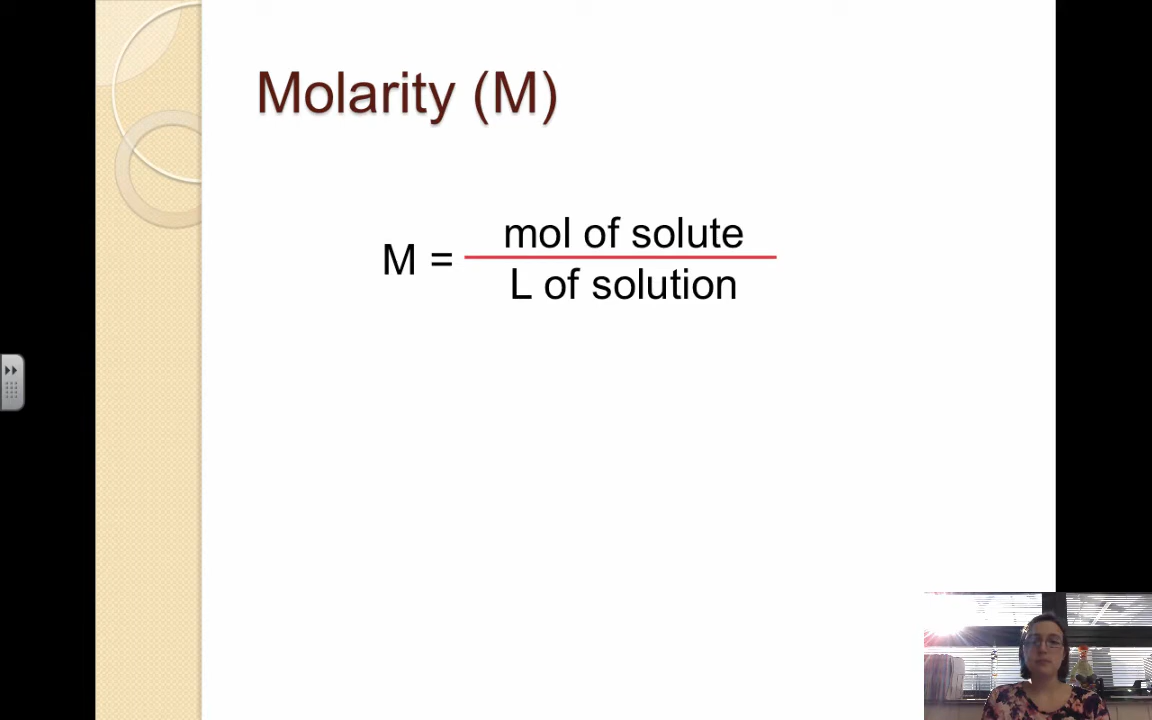 Molarity (M)
mol of solute
M =
L of solution